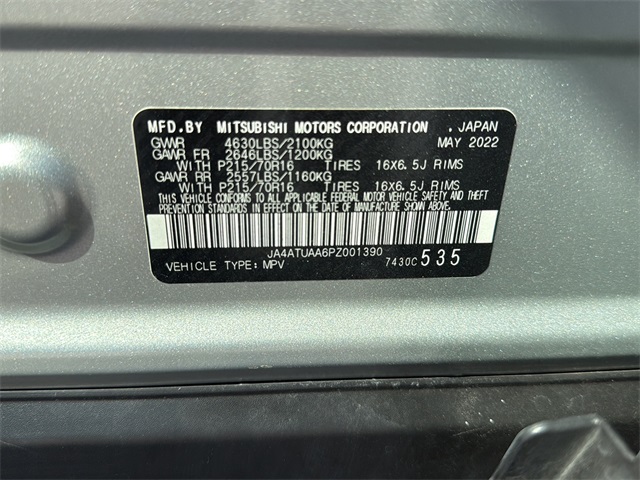 MFD.BY MITSUBISHI MOTORS CORPORATION , JAPAN
GVWR 4630LBS/2100KG MAY 2022
GAWR FR 2646LBS/1200KG
WITH P215/70R16 TIRES 16X6.5J RIMS
GAWR RR 2557LBS/1160KG
WITH P215/70R16 TIRES 16X6.5J RIMS
THIS VEHICLE CONFORMS TO ALL APPLICABLE FEDERAL MOTOR VEHICLE SAFETY AND THEFT
PREVENTION STANDARDS IN EFFECT ON THE DATE OF MANUFACTURE SHOWN ABOVE.
JA4ATUAA6PZ001390
VEHICLE TYPE:MPV 7430C 535